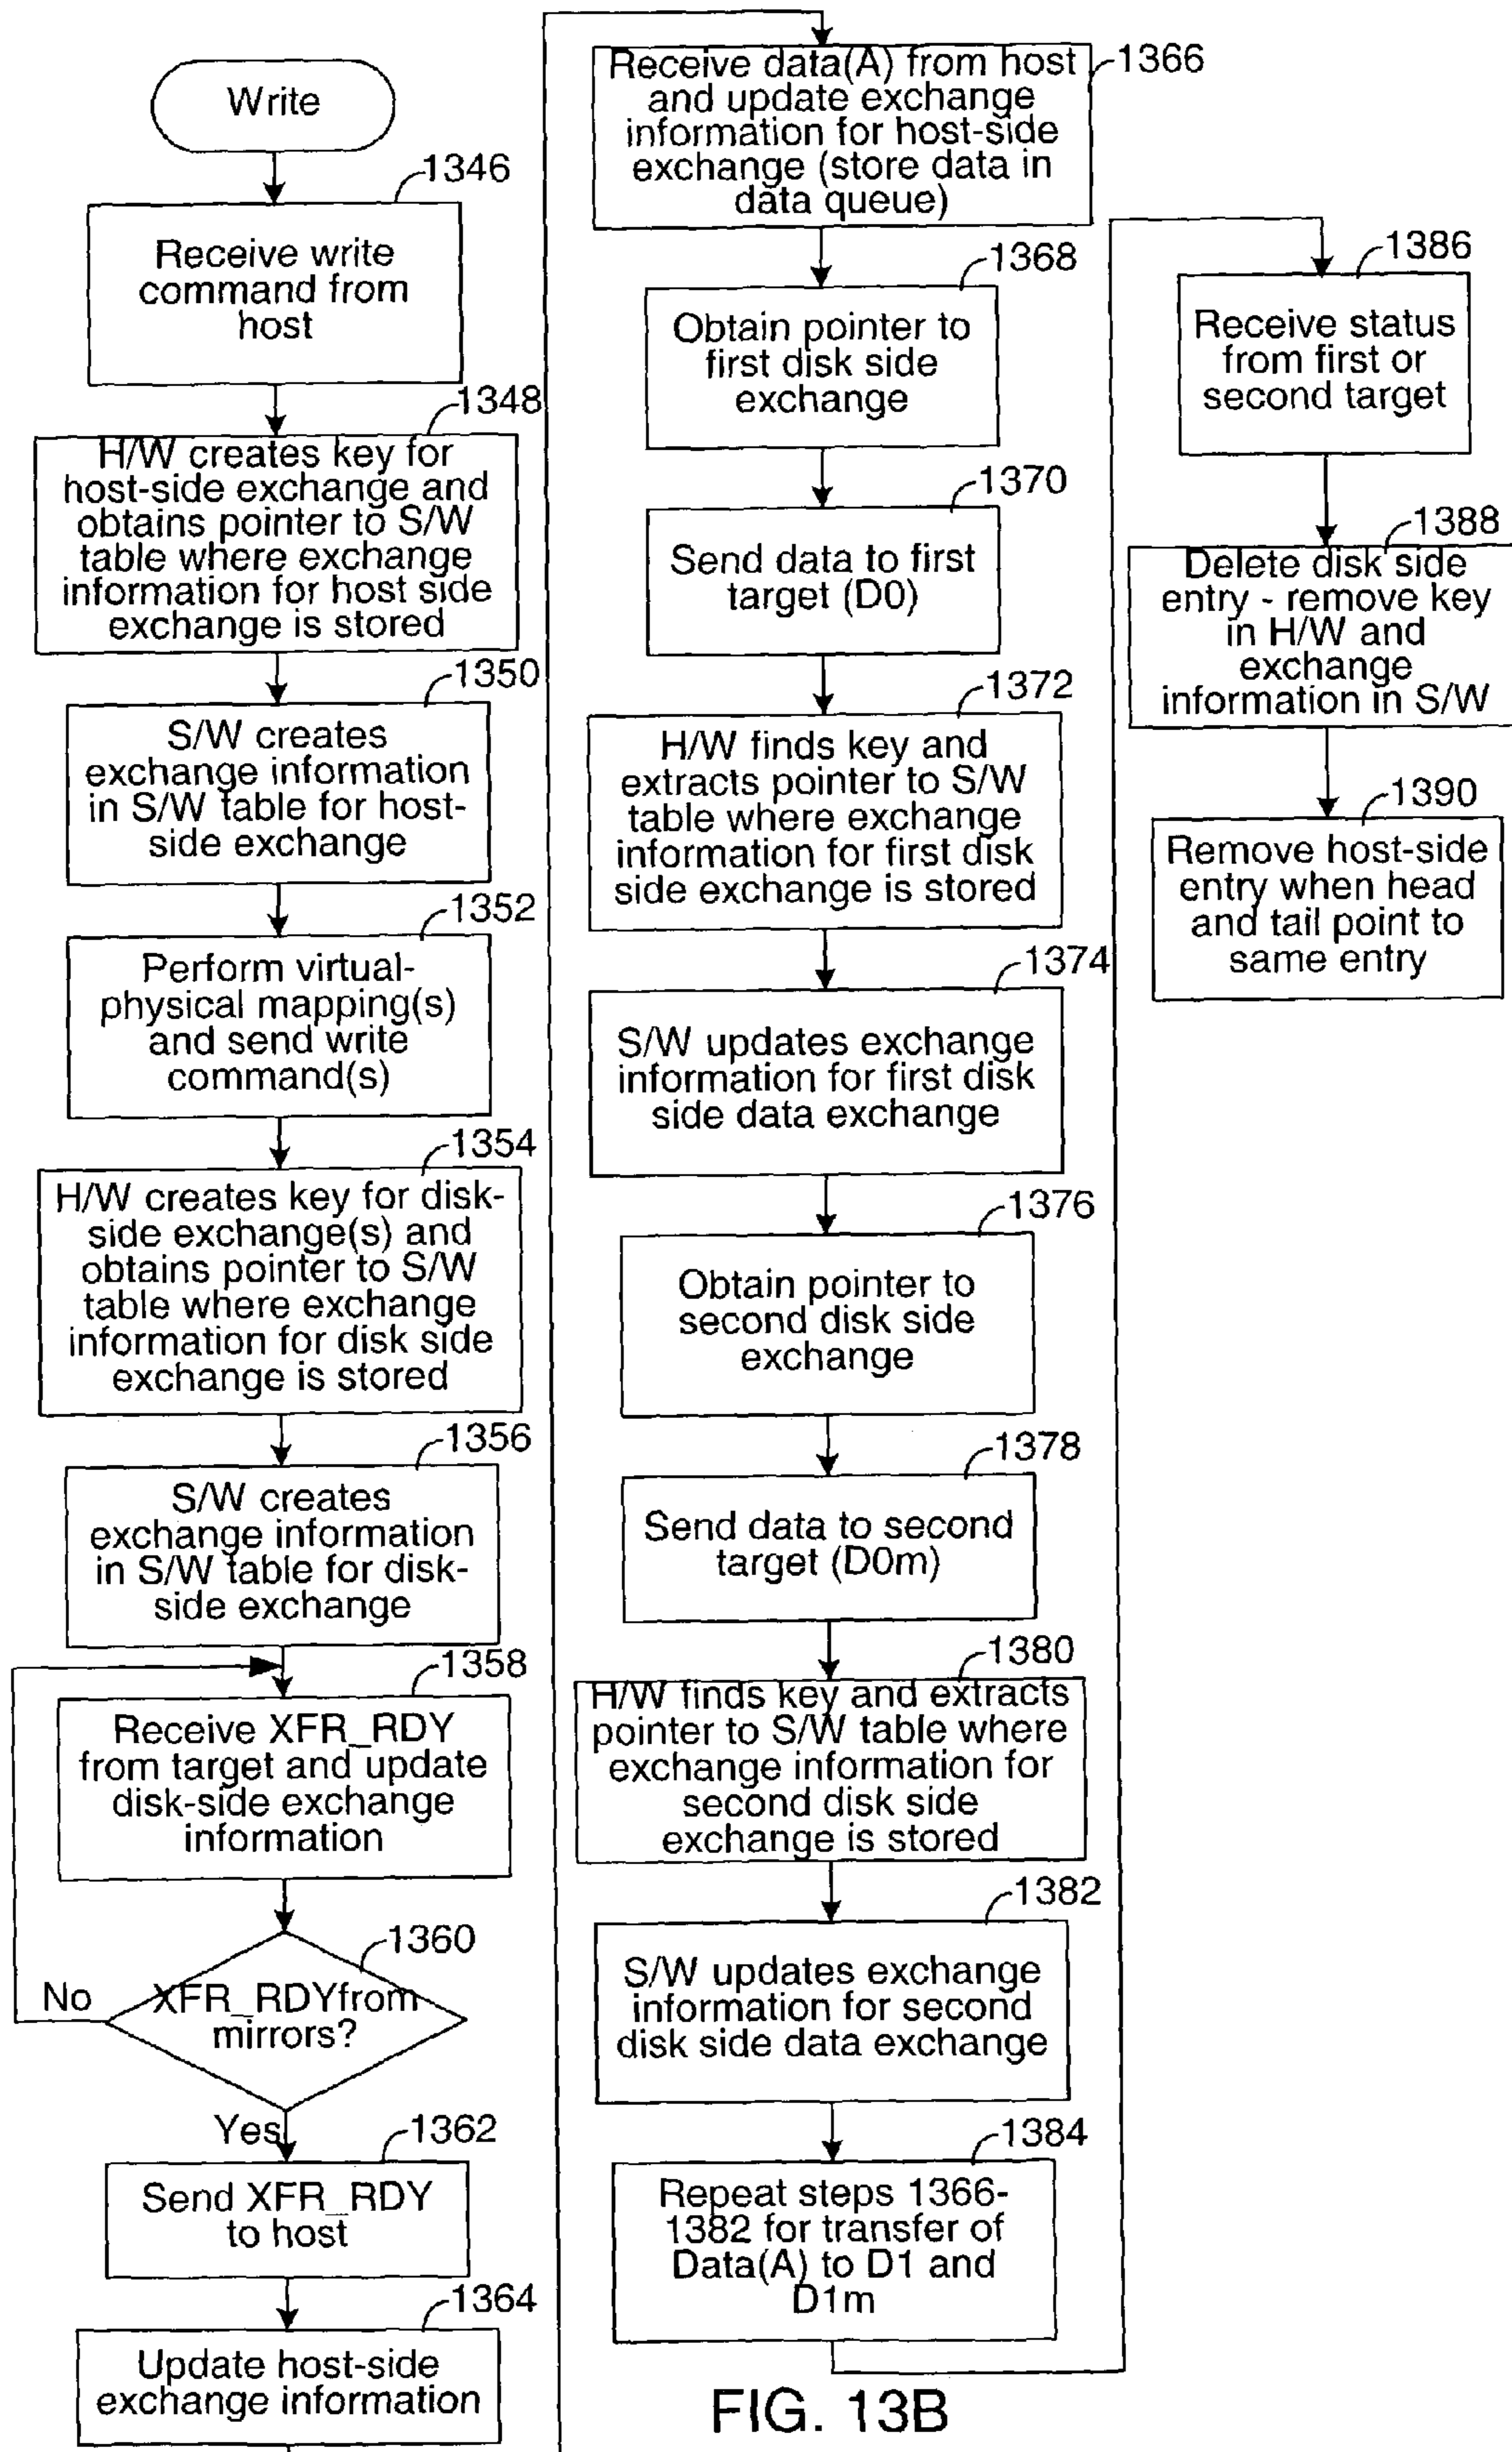 Write
1346
Receive write
command from
host
1348
H/W creates key for
host-side exchange and
obtains pointer to S/W
table where exchange
information for host side
exchange is stored
1350
S/W creates
exchange information
in S/W table for host-
side exchange
1352
Perform virtual-
physical mapping(s)
and send write
command(s)
1354
H/W creates key for disk-
side exchange(s) and
obtains pointer to S/W
table where exchange
information for disk side
exchange is stored
1356
S/W creates
exchange information
in S/W table for disk-
side exchange
1358
Receive XFR_RDY
from target and update
disk-side exchange
information
1360
No
XFR_RDYfrom
mirrors?
Yes
1362
Send XFR_RDY
to host
1364
Update host-side
exchange information
1366
Receive data(A) from host
and update exchange
information for host-side
exchange (store data in
data queue)
1368
Obtain pointer to
first disk side
exchange
1370
Send data to first
target (D0)
1372
H/W finds key and
extracts pointer to S/W
table where exchange
information for first disk
side exchange is stored
1374
S/W updates exchange
information for first disk
side data exchange
1376
Obtain pointer to
second disk side
exchange
1378
Send data to second
target (D0m)
1380
H/W finds key and extracts
pointer to S/W table where
exchange information for
second disk side
exchange is stored
1382
S/W updates exchange
information for second
disk side data exchange
1384
Repeat steps 1366-
1382 for transfer of
Data(A) to D1 and
D1m
1386
Receive status
from first or
second target
1388
Delete disk side
entry - remove key
in H/W and
exchange
information in S/W
1390
Remove host-side
entry when head
and tail point to
same entry
FIG. 13B